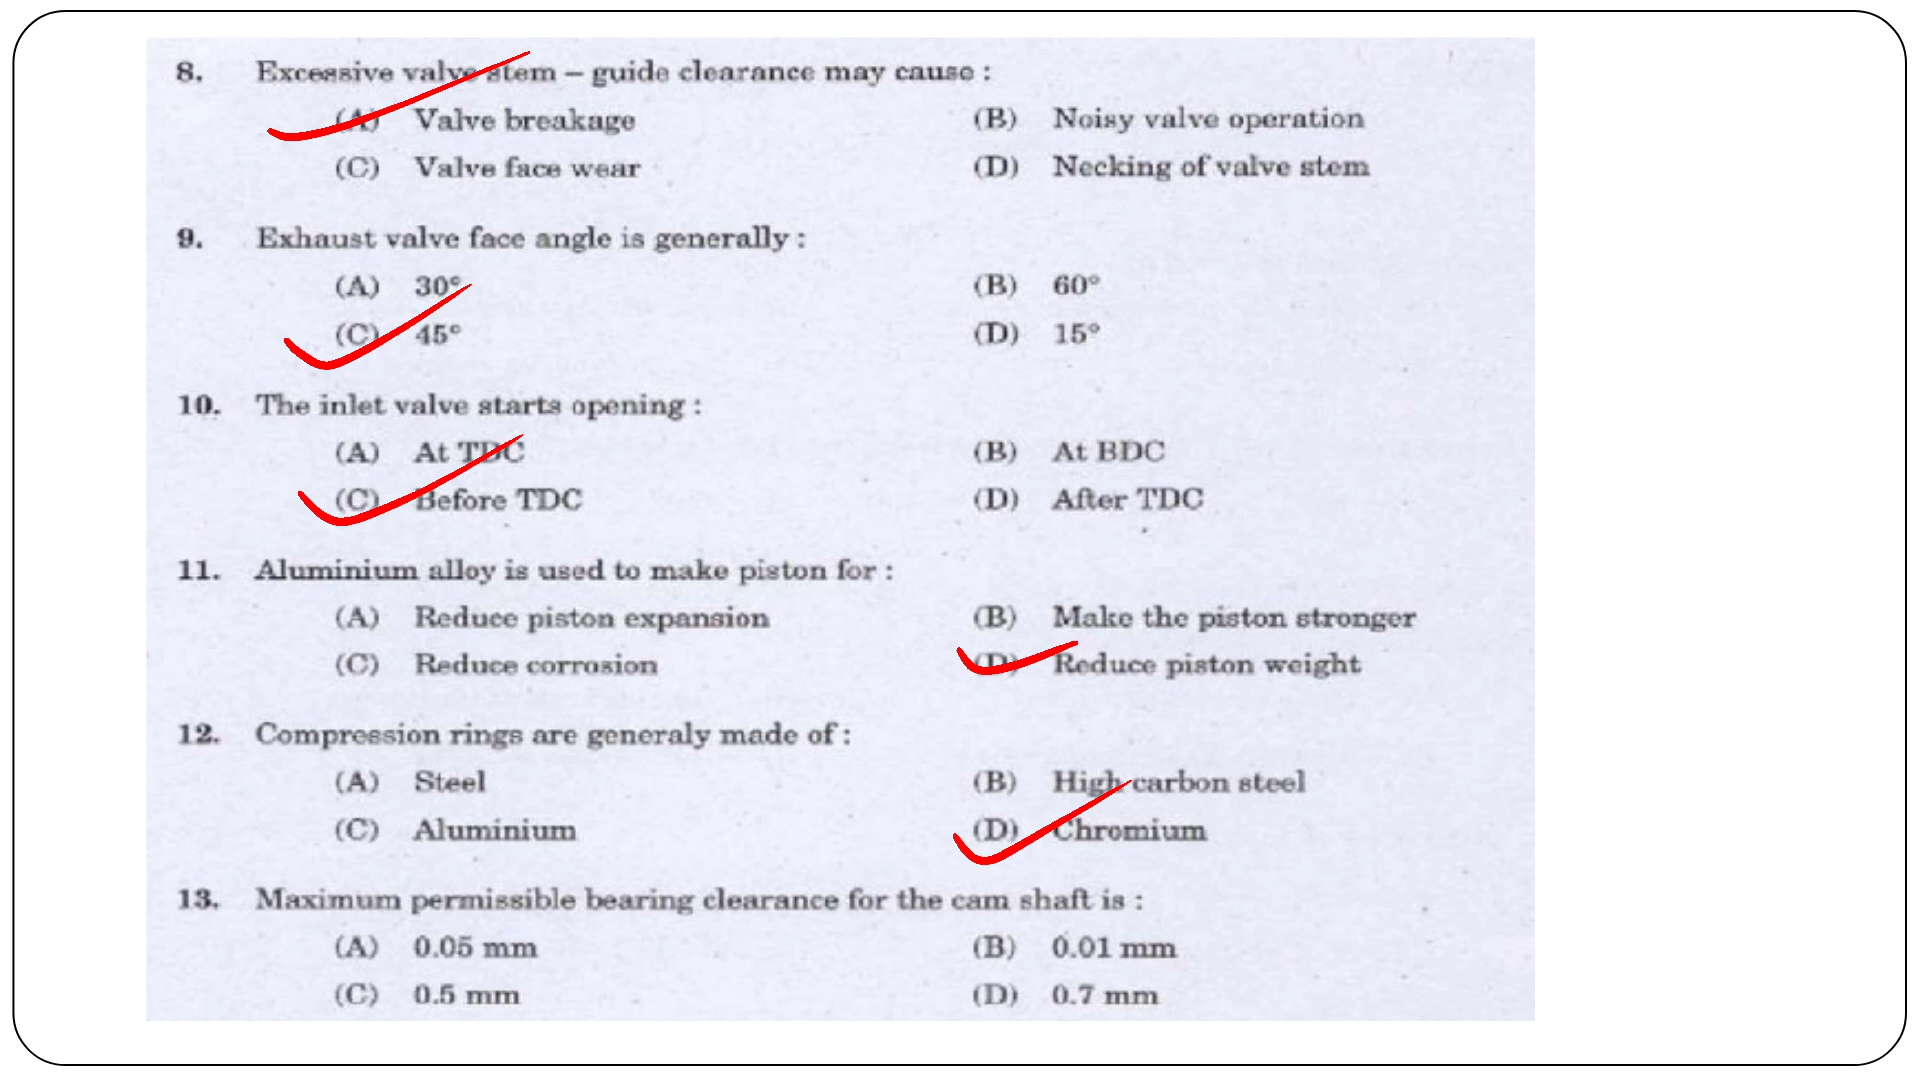 8. Excessive valve stem – guide clearance may cause :
(A) Valve breakage (B) Noisy valve operation
(C) Valve face wear (D) Necking of valve stem
9. Exhaust valve face angle is generally :
(A) 30° (B) 60°
(C) 45° (D) 15°
10. The inlet valve starts opening :
(A) At TDC (B) At BDC
(C) Before TDC (D) After TDC
11. Aluminium alloy is used to make piston for :
(A) Reduce piston expansion (B) Make the piston stronger
(C) Reduce corrosion (D) Reduce piston weight
12. Compression rings are generaly made of :
(A) Steel (B) High carbon steel
(C) Aluminium (D) Chromium
13. Maximum permissible bearing clearance for the cam shaft is :
(A) 0.05 mm (B) 0.01 mm
(C) 0.5 mm (D) 0.7 mm